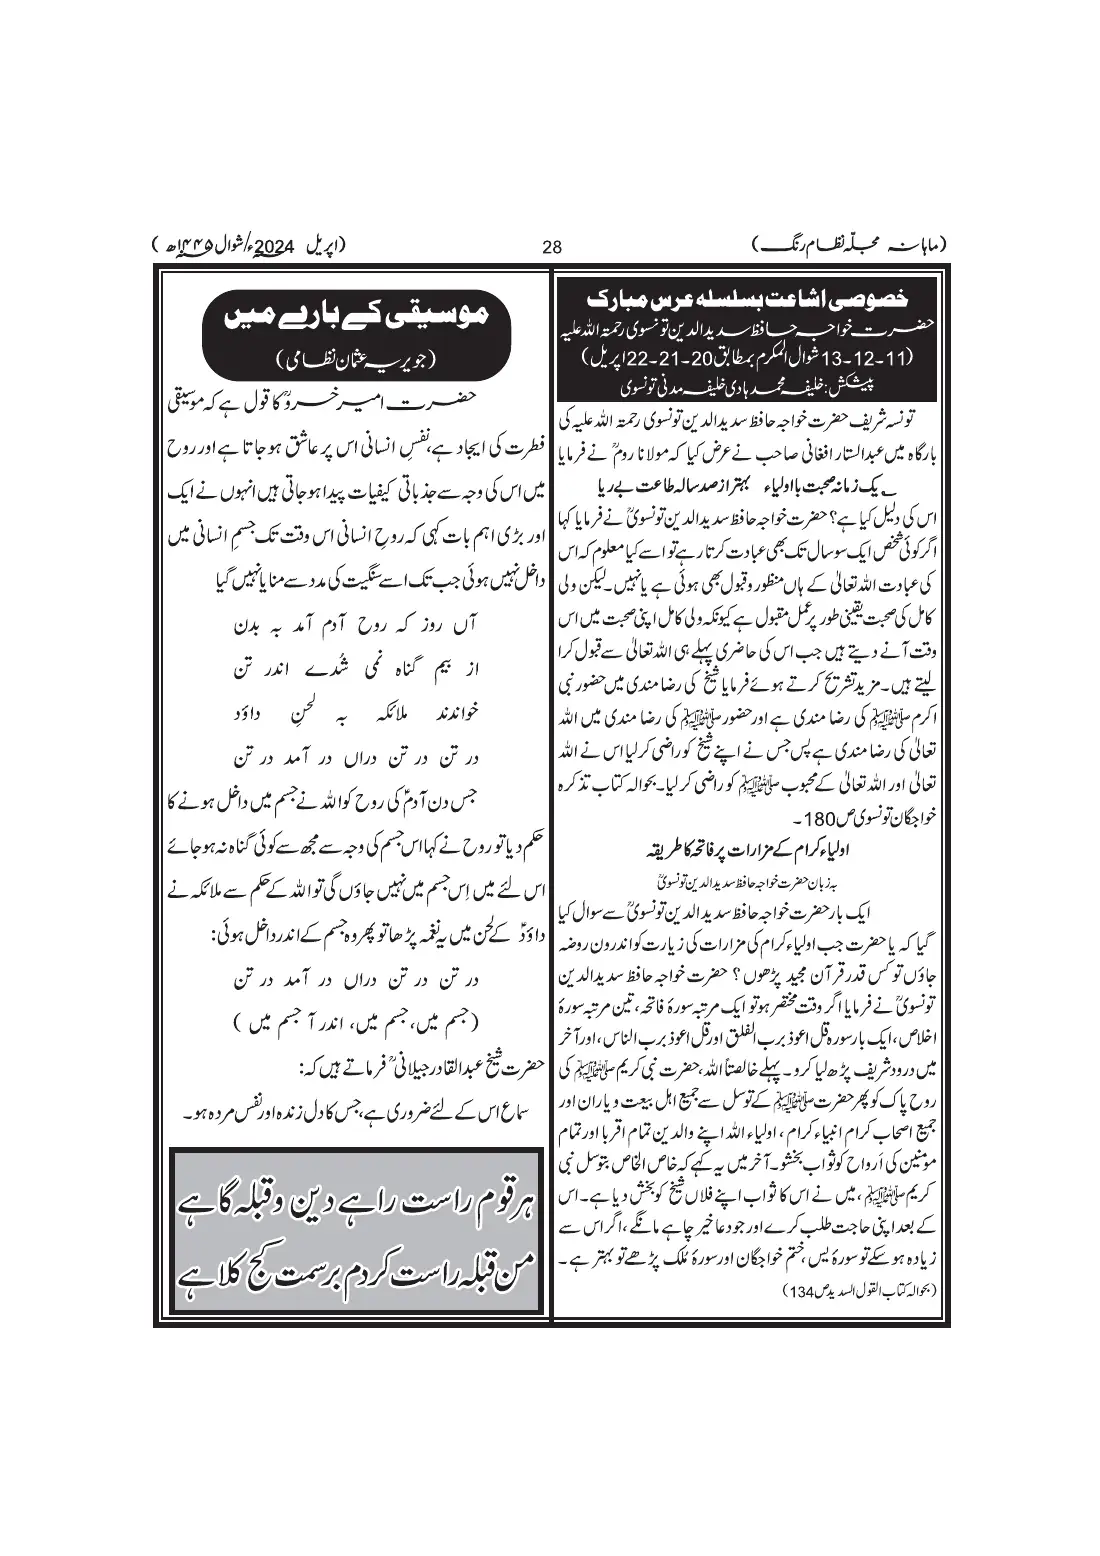 (ماہانہ مجلّہ نظام رنگ)
28
(اپریل 2024ء/شوال ۱۴۴۵ھ)
خصوصی اشاعت بسلسلہ عرس مبارک
حضرت خواجہ حافظ سدید الدین تونسوی رحمتہ اللہ علیہ
(11-12-13 شوال المکرم بمطابق 20-21-22 اپریل)
پیشکش: خلیفہ محمد ہادی خلیفہ مدنی تونسوی
تونسہ شریف حضرت خواجہ حافظ سدید الدین تونسوی رحمتہ اللہ علیہ کی
بارگاہ میں عبدالستار افغانی صاحب نے عرض کیا کہ مولانا رومؒ نے فرمایا
؎ یک زمانہ صحبت با اولیاء بہتر از صد سالہ طاعت بے ریا
اس کی دلیل کیا ہے؟ حضرت خواجہ حافظ سدید الدین تونسویؒ نے فرمایا کہا
اگر کوئی شخص ایک سو سال تک بھی عبادت کرتا رہے تو اسے کیا معلوم کہ اس
کی عبادت اللہ تعالیٰ کے ہاں منظور و قبول بھی ہوئی ہے یا نہیں۔ لیکن ولی
کامل کی صحبت یقینی طور پر عمل مقبول ہے کیونکہ ولی کامل اپنی صحبت میں اس
وقت آنے دیتے ہیں جب اس کی حاضری پہلے ہی اللہ تعالیٰ سے قبول کرا
لیتے ہیں۔ مزید تشریح کرتے ہوئے فرمایا شیخ کی رضا مندی میں حضور نبی
اکرم ﷺ کی رضا مندی ہے اور حضور ﷺ کی رضا مندی میں اللہ
تعالیٰ کی رضا مندی ہے پس جس نے اپنے شیخ کو راضی کر لیا اس نے اللہ
تعالیٰ اور اللہ تعالیٰ کے محبوب ﷺ کو راضی کر لیا۔ بحوالہ کتاب تذکرہ
خواجگان تونسوی ص 180۔
اولیاء کرام کے مزارات پر فاتحہ کا طریقہ
بہ زبان حضرت خواجہ حافظ سدید الدین تونسویؒ
ایک بار حضرت خواجہ حافظ سدید الدین تونسویؒ سے سوال کیا
گیا کہ یا حضرت جب اولیاء کرام کی مزارات کی زیارت کو اندرون روضہ
جاؤں تو کس قدر قرآن مجید پڑھوں؟ حضرت خواجہ حافظ سدید الدین
تونسویؒ نے فرمایا اگر وقت مختصر ہو تو ایک مرتبہ سورۂ فاتحہ، تین مرتبہ سورۂ
اخلاص، ایک بار سورہ قل اعوذ برب الفلق اور قل اعوذ برب الناس، اور آخر
میں درود شریف پڑھ لیا کرو۔ پہلے خالصتاً اللہ، حضرت نبی کریم ﷺ کی
روح پاک کو پھر حضرت ﷺ کے توسل سے جمیع اہل بیعت و یاران اور
جمیع اصحاب کرام انبیاء کرام، اولیاء اللہ اپنے والدین تمام اقربا اور تمام
مؤنین کی اَرواح کو ثواب بخشو۔ آخر میں یہ کہے کہ خاص الخاص بتوسل نبی
کریم ﷺ، میں نے اس کا ثواب اپنے فلاں شیخ کو بخش دیا ہے۔ اس
کے بعد اپنی حاجت طلب کرے اور جو دعا خیر چاہے مانگے، اگر اس سے
زیادہ ہو سکے تو سورۂ یس، ختم خواجگان اور سورۂ مُلک پڑھے تو بہتر ہے۔
(بحوالہ کتاب القول السدید ص 134)
موسیقی کے بارے میں
(جویریہ عثمان نظامی)
حضرت امیر خسروؒ کا قول ہے کہ موسیقی
فطرت کی ایجاد ہے، نفسِ انسانی اس پر عاشق ہو جاتا ہے اور روح
میں اس کی وجہ سے جذباتی کیفیات پیدا ہو جاتی ہیں انہوں نے ایک
اور بڑی اہم بات کہی کہ روحِ انسانی اس وقت تک جسمِ انسانی میں
داخل نہیں ہوئی جب تک اسے سنگیت کی مدد سے منایا نہیں گیا
آں روز کہ روح آدم آمد بہ بدن
از بیم گناہ نمی شُدے اندر تن
خواندند ملائکہ بہ لحنِ داؤد
در تن در تن دراں در آمد در تن
جس دن آدمؑ کی روح کو اللہ نے جسم میں داخل ہونے کا
حکم دیا تو روح نے کہا اس جسم کی وجہ سے مجھ سے کوئی گناہ نہ ہو جائے
اس لئے میں اِس جسم میں نہیں جاؤں گی تو اللہ کے حکم سے ملائکہ نے
داؤدؑ کے لحن میں یہ نغمہ پڑھا تو پھر وہ جسم کے اندر داخل ہوئی:
در تن در تن دراں در آمد در تن
(جسم میں، جسم میں، اندر آ جسم میں)
حضرت شیخ عبدالقادر جیلانیؒ فرماتے ہیں کہ:
سماع اس کے لئے ضروری ہے، جس کا دل زندہ اور نفس مردہ ہو۔
ہر قوم راست راہے دین و قبلہ گاہے
من قبلہ راست کردم بر سمت کج کلاہے